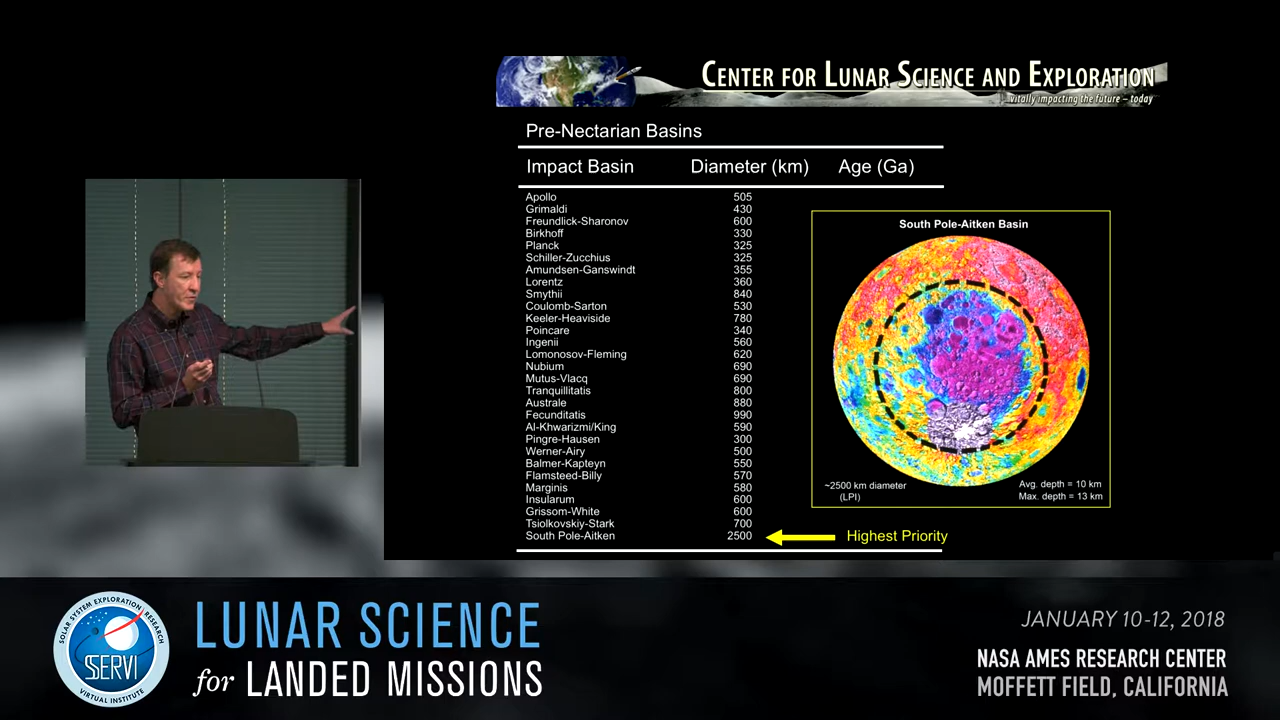 CENTER FOR LUNAR SCIENCE AND EXPLORATION
vitally impacting the future – today
Pre-Nectarian Basins
Impact Basin Diameter (km) Age (Ga)
Apollo 505
Grimaldi 430
Freundlick-Sharonov 600
Birkhoff 330
Planck 325
Schiller-Zucchius 325
Amundsen-Ganswindt 355
Lorentz 360
Smythii 840
Coulomb-Sarton 530
Keeler-Heaviside 780
Poincare 340
Ingenii 560
Lomonosov-Fleming 620
Nubium 690
Mutus-Vlacq 690
Tranquillitatis 800
Australe 880
Fecunditatis 990
Al-Khwarizmi/King 590
Pingre-Hausen 300
Werner-Airy 500
Balmer-Kapteyn 550
Flamsteed-Billy 570
Marginis 580
Insularum 600
Grissom-White 600
Tsiolkovskiy-Stark 700
South Pole-Aitken 2500
Highest Priority
South Pole-Aitken Basin
~2500 km diameter
(LPI)
Avg. depth = 10 km
Max. depth = 13 km
SOLAR SYSTEM EXPLORATION RESEARCH
SSERVI
VIRTUAL INSTITUTE
LUNAR SCIENCE
for LANDED MISSIONS
JANUARY 10-12, 2018
NASA AMES RESEARCH CENTER
MOFFETT FIELD, CALIFORNIA